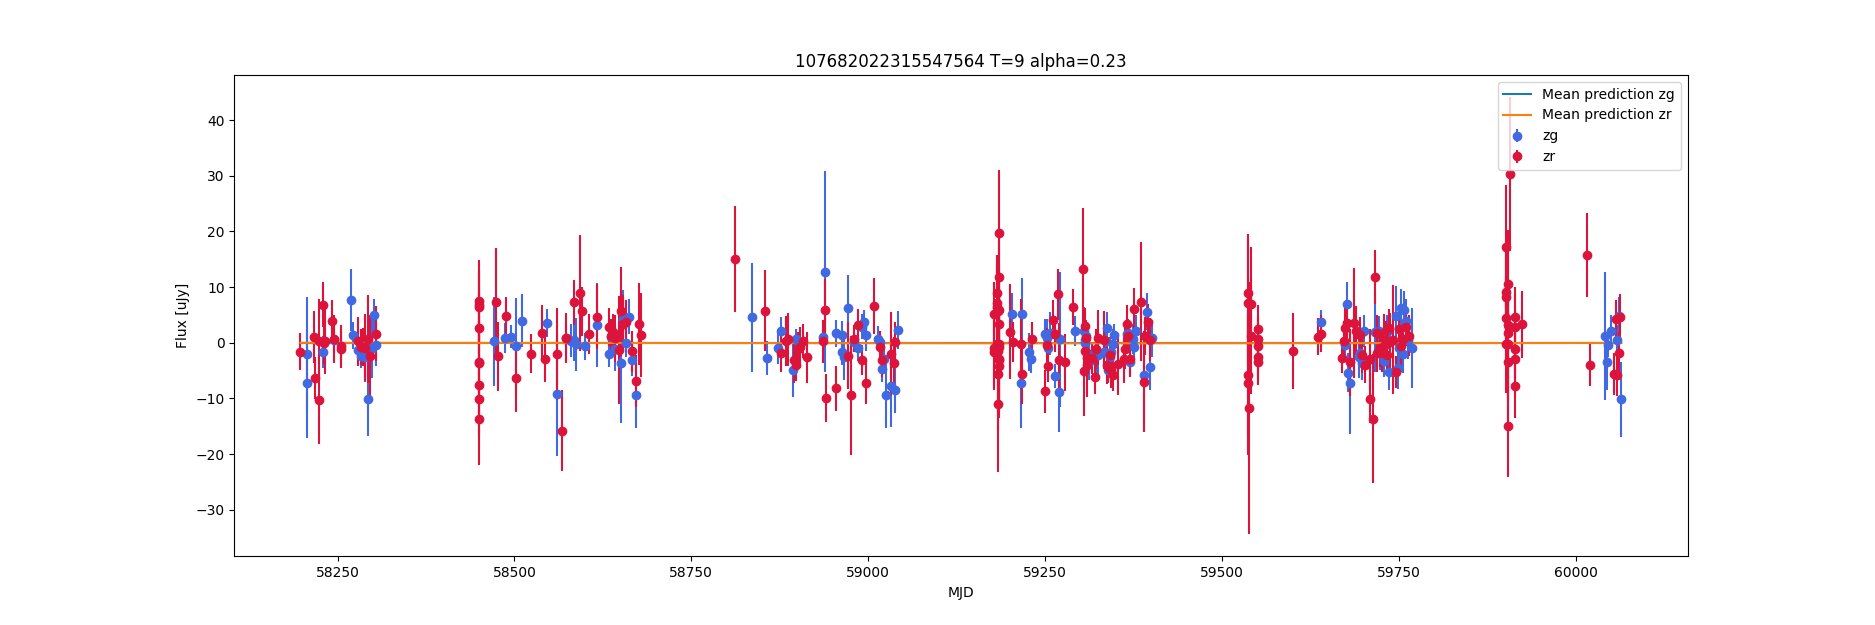 107682022315547564 T=9 alpha=0.23
Mean prediction zg
Mean prediction zr
zg
zr
Flux [uJy]
40
30
20
10
0
−10
−20
−30
58250 58500 58750 59000 59250 59500 59750 60000
MJD